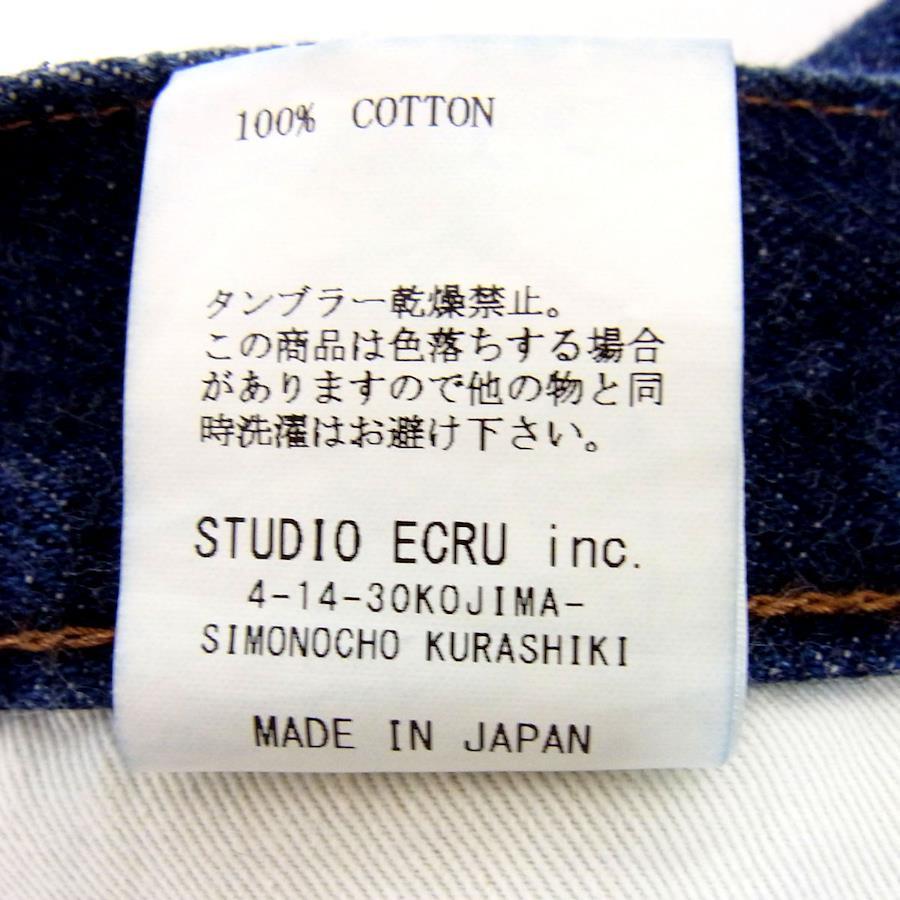 100% COTTON
タンブラー乾燥禁止。
この商品は色落ちする場合
がありますので他の物と同
時洗濯はお避け下さい。
STUDIO ECRU inc.
4-14-30KOJIMA-
SIMONOCHO KURASHIKI
MADE IN JAPAN